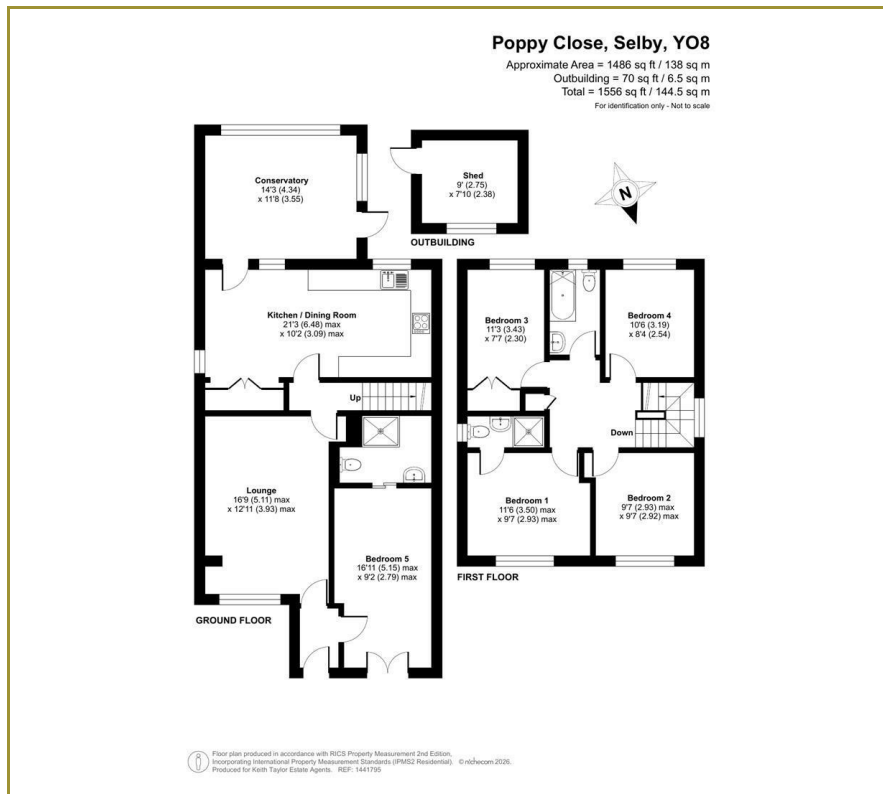 Poppy Close, Selby, YO8
Approximate Area = 1486 sq ft / 138 sq m
Outbuilding = 70 sq ft / 6.5 sq m
Total = 1556 sq ft / 144.5 sq m
For identification only - Not to scale
Conservatory
14'3 (4.34)
x 11'8 (3.55)
Shed
9' (2.75)
x 7'10 (2.38)
OUTBUILDING
N
Kitchen / Dining Room
21'3 (6.48) max
x 10'2 (3.09) max
Up
Lounge
16'9 (5.11) max
x 12'11 (3.93) max
Bedroom 5
16'11 (5.15) max
x 9'2 (2.79) max
GROUND FLOOR
Bedroom 3
11'3 (3.43)
x 7'7 (2.30)
Bedroom 4
10'6 (3.19)
x 8'4 (2.54)
Down
Bedroom 1
11'6 (3.50) max
x 9'7 (2.93) max
Bedroom 2
9'7 (2.93) max
x 9'7 (2.92) max
FIRST FLOOR
Floor plan produced in accordance with RICS Property Measurement 2nd Edition,
Incorporating International Property Measurement Standards (IPMS2 Residential). © nichecom 2026.
Produced for Keith Taylor Estate Agents. REF: 1441795